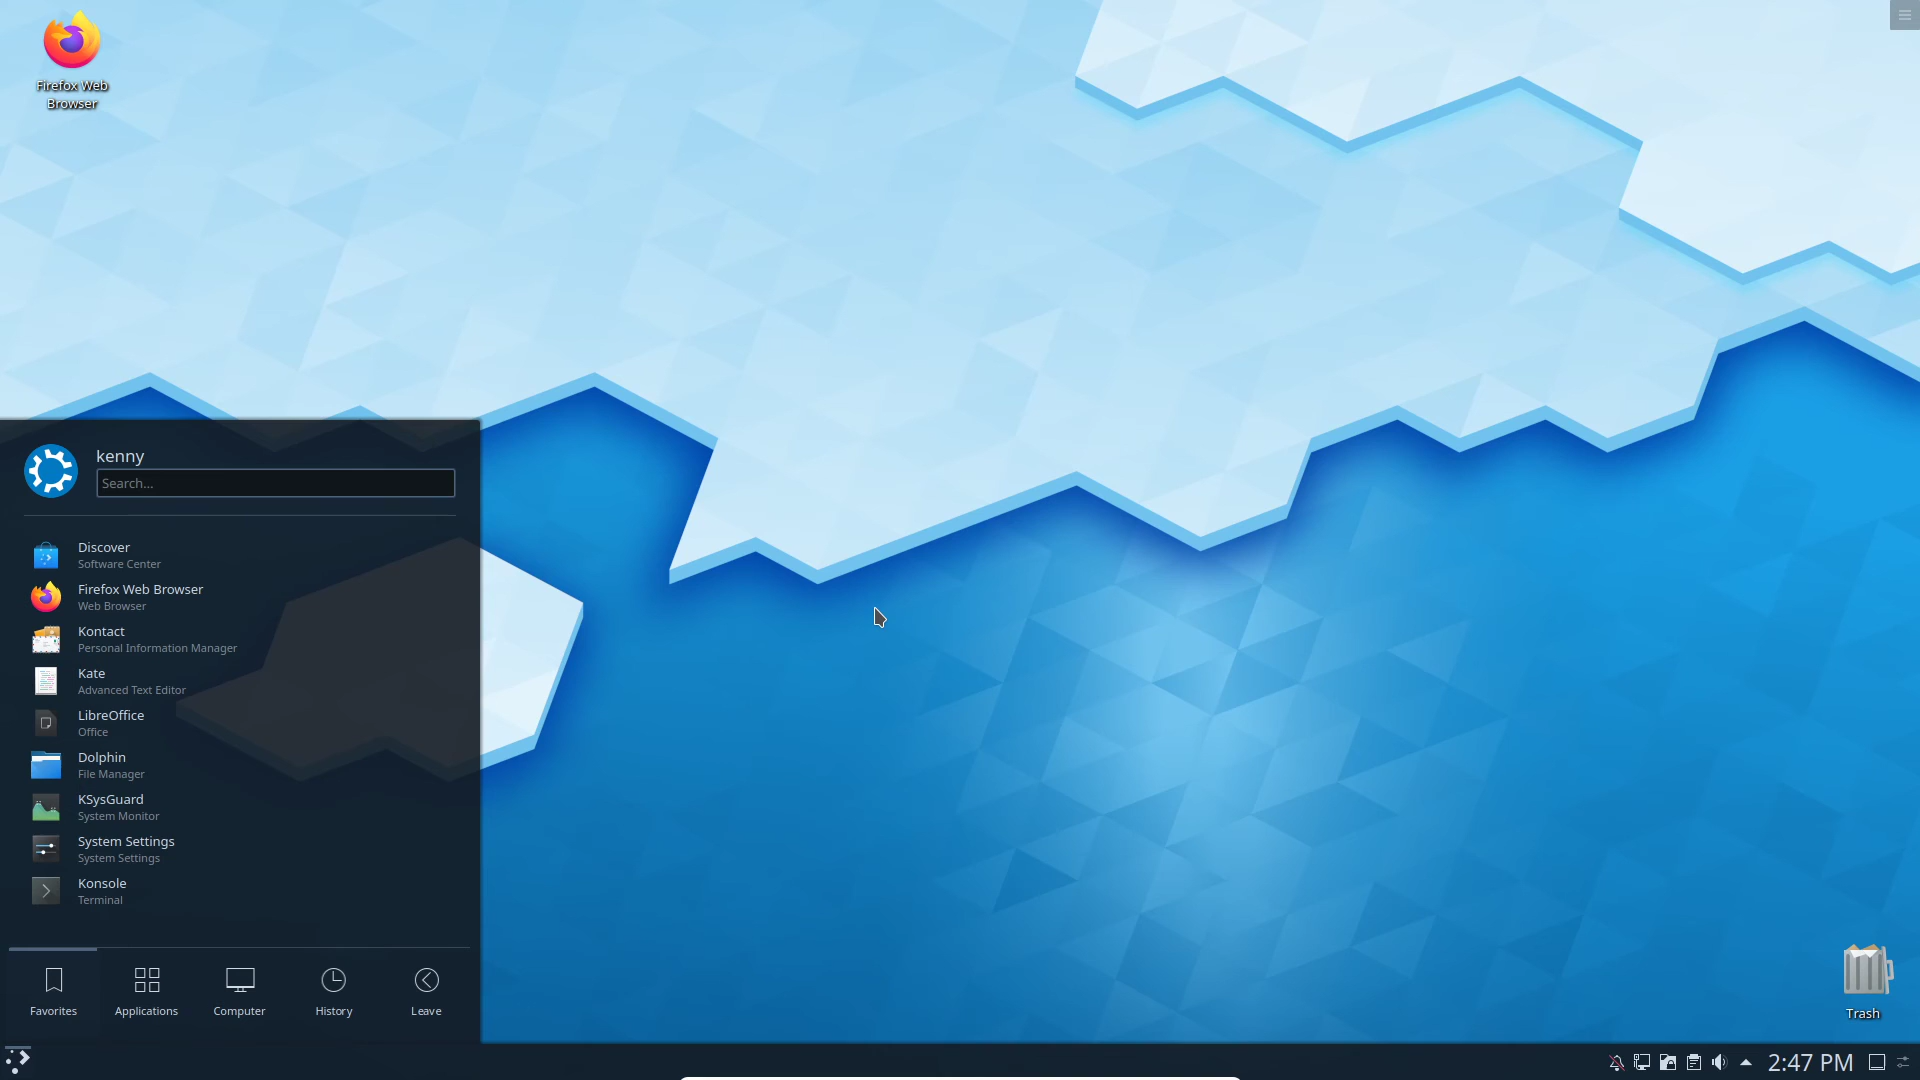 Firefox Web
Browser
kenny
Search...
Discover
Software Center
Firefox Web Browser
Web Browser
Kontact
Personal Information Manager
Kate
Advanced Text Editor
LibreOffice
Office
Dolphin
File Manager
KSysGuard
System Monitor
System Settings
System Settings
Konsole
Terminal
Favorites Applications Computer History Leave
Trash
2:47 PM